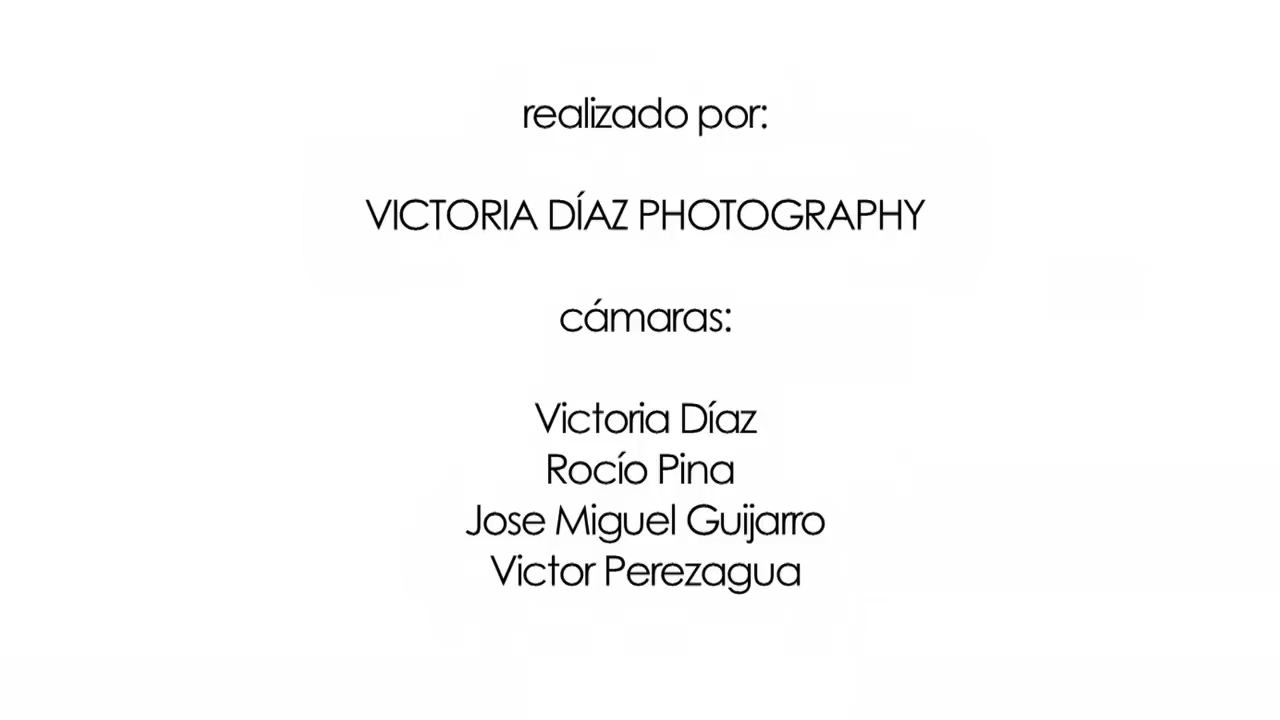 realizado por:
VICTORIA DÍAZ PHOTOGRAPHY
cámaras:
Victoria Díaz
Rocío Pina
Jose Miguel Guijarro
Victor Perezagua